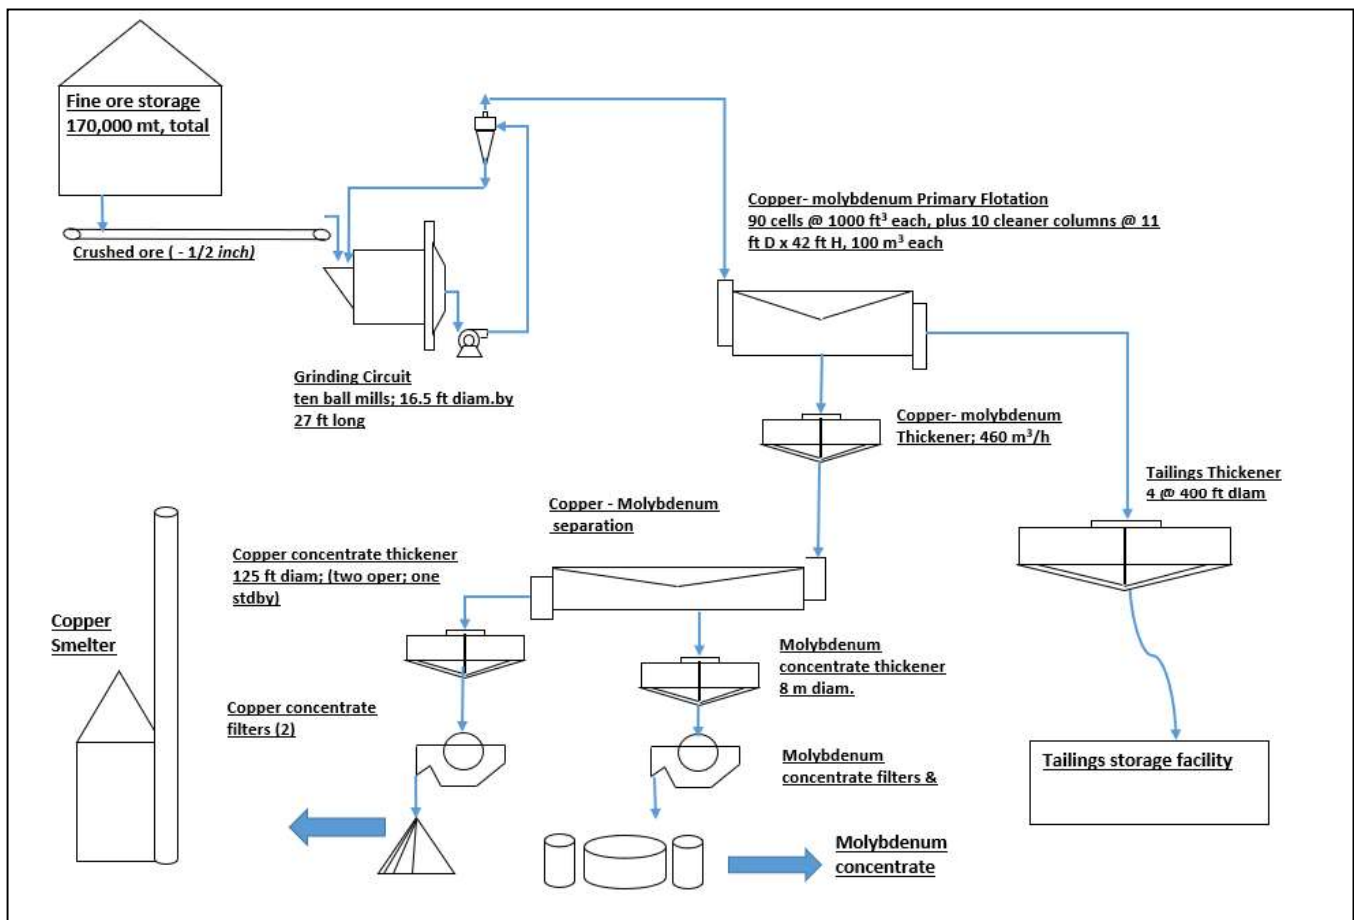 Fine ore storage
170,000 mt, total
Crushed ore ( - 1/2 inch)
Grinding Circuit
ten ball mills; 16.5 ft diam.by
27 ft long
Copper- molybdenum Primary Flotation
90 cells @ 1000 ft³ each, plus 10 cleaner columns @ 11
ft D x 42 ft H, 100 m³ each
Copper- molybdenum
Thickener; 460 m³/h
Tailings Thickener
4 @ 400 ft diam
Copper - Molybdenum
separation
Copper concentrate thickener
125 ft diam; (two oper; one
stdby)
Copper
Smelter
Molybdenum
concentrate thickener
8 m diam.
Copper concentrate
filters (2)
Molybdenum
concentrate filters &
Tailings storage facility
Molybdenum
concentrate